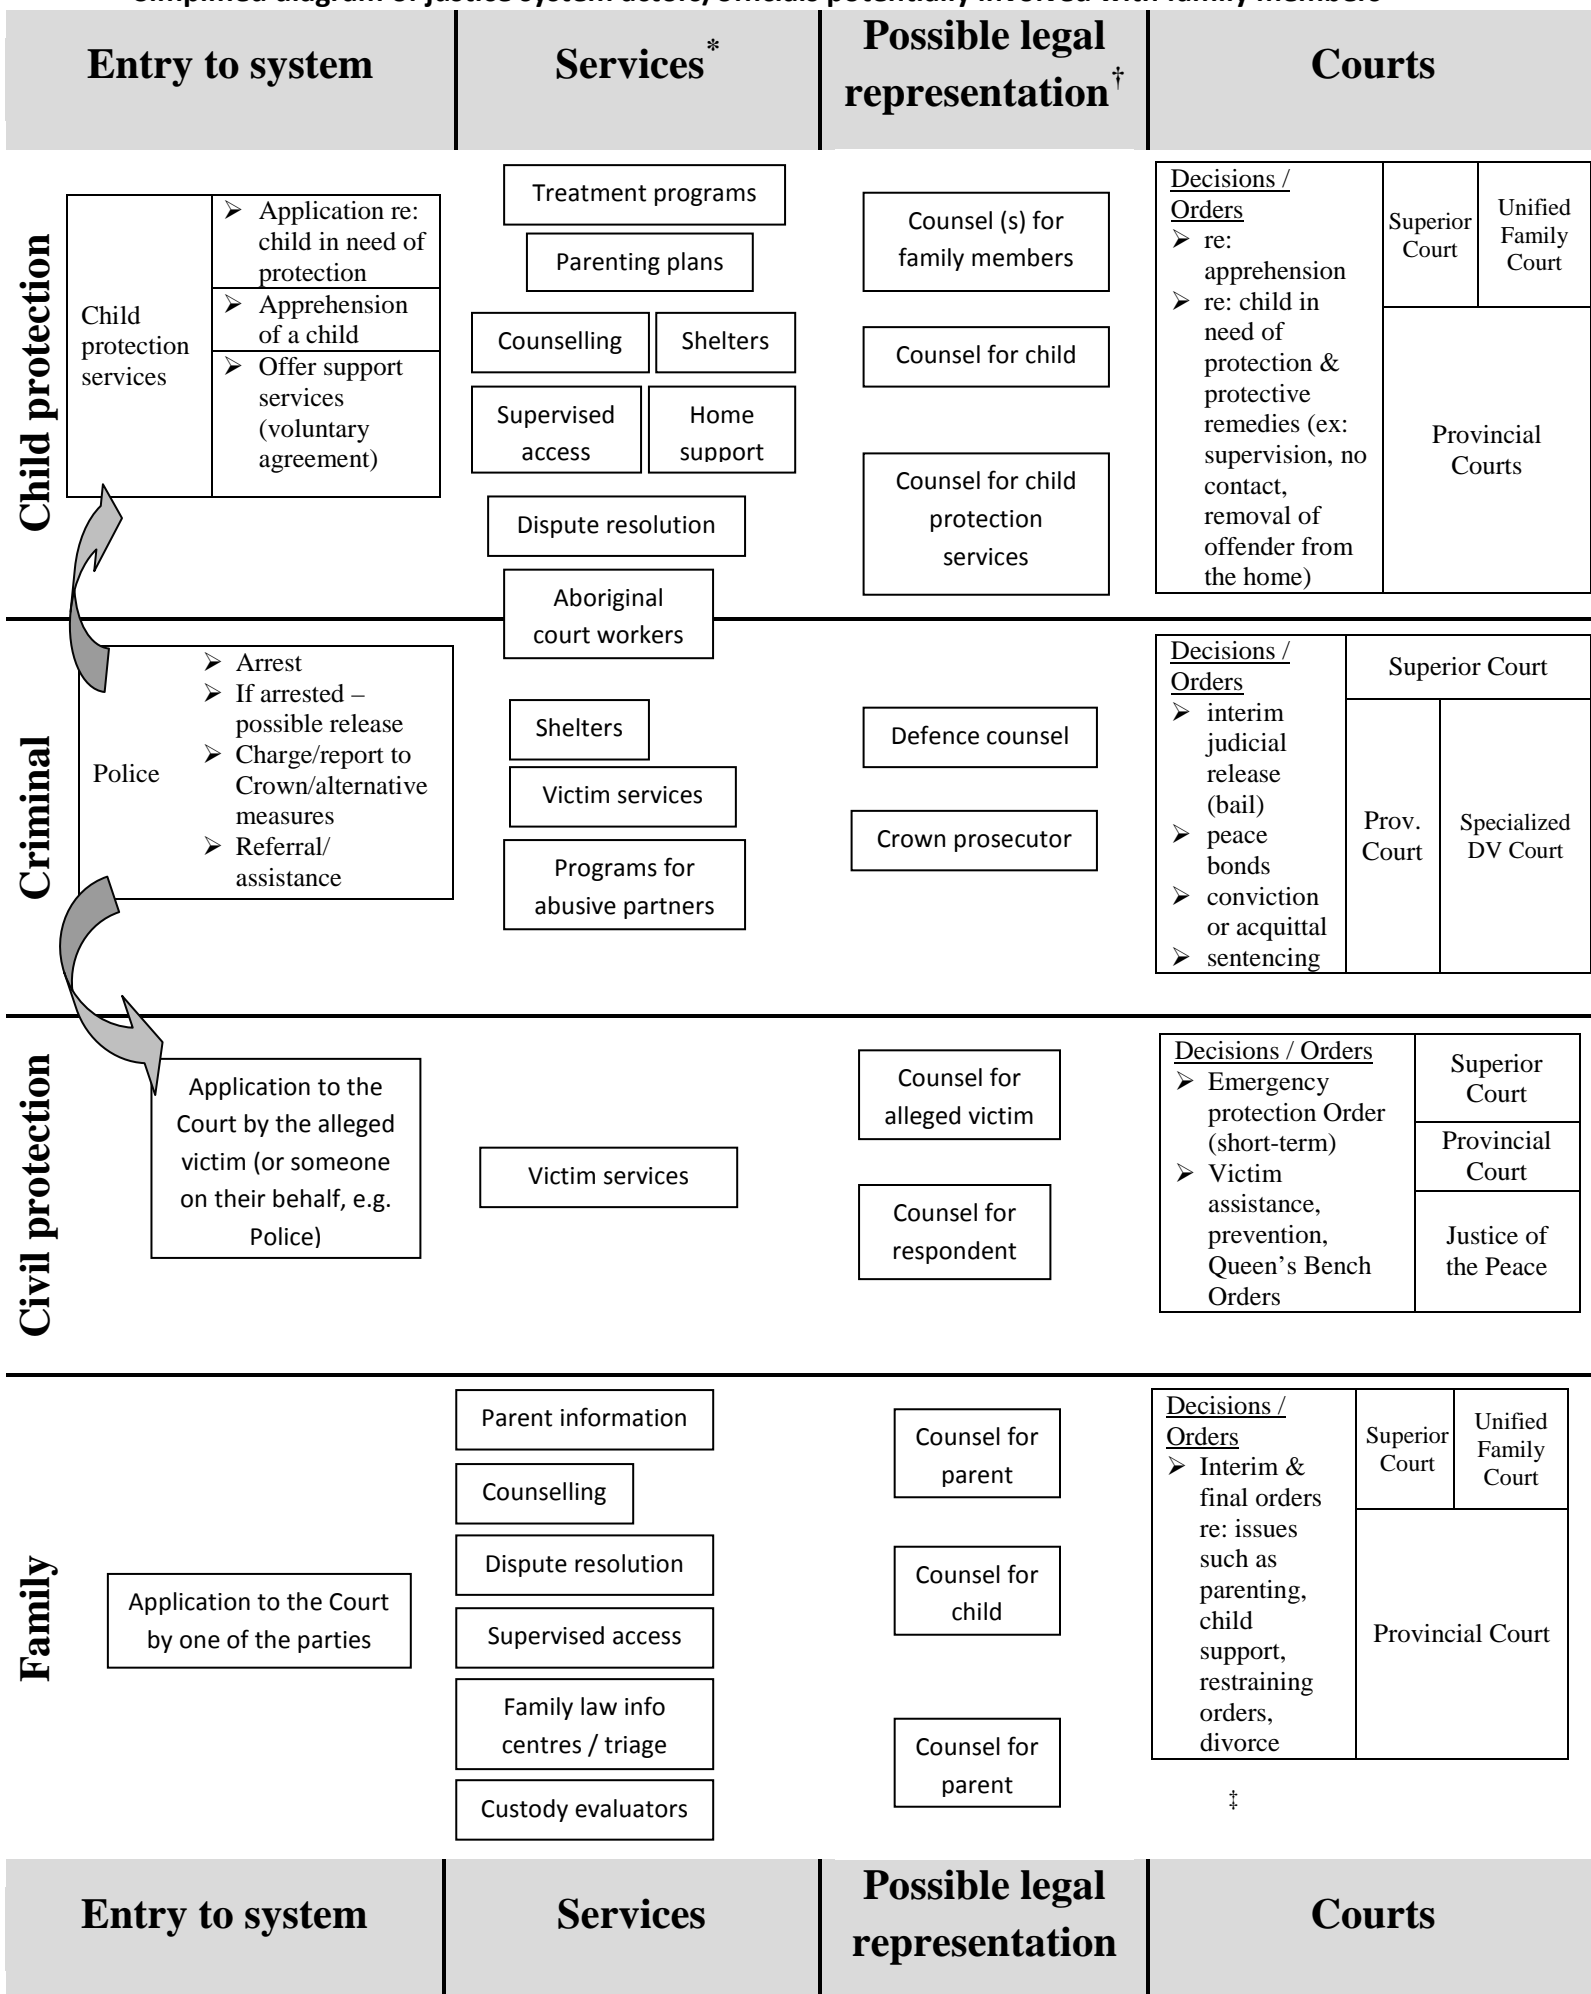 Simplified diagram of justice system actors/officials potentially involved with family members
Entry to system
Services*
Possible legal
representation†
Courts
Child protection
Child
protection
services
➢ Application re:
child in need of
protection
➢ Apprehension
of a child
➢ Offer support
services
(voluntary
agreement)
Treatment programs
Parenting plans
Counselling
Shelters
Supervised
access
Home
support
Dispute resolution
Aboriginal
court workers
Counsel (s) for
family members
Counsel for child
Counsel for child
protection
services
Decisions /
Orders
➢ re:
apprehension
➢ re: child in
need of
protection &
protective
remedies (ex:
supervision, no
contact,
removal of
offender from
the home)
Superior
Court
Unified
Family
Court
Provincial
Courts
Criminal
Police
➢ Arrest
➢ If arrested –
possible release
➢ Charge/report to
Crown/alternative
measures
➢ Referral/
assistance
Shelters
Victim services
Programs for
abusive partners
Defence counsel
Crown prosecutor
Decisions /
Orders
➢ interim
judicial
release
(bail)
➢ peace
bonds
➢ conviction
or acquittal
➢ sentencing
Superior Court
Prov.
Court
Specialized
DV Court
Civil protection
Application to the
Court by the alleged
victim (or someone
on their behalf, e.g.
Police)
Victim services
Counsel for
alleged victim
Counsel for
respondent
Decisions / Orders
➢ Emergency
protection Order
(short-term)
➢ Victim
assistance,
prevention,
Queen’s Bench
Orders
Superior
Court
Provincial
Court
Justice of
the Peace
Family
Application to the Court
by one of the parties
Parent information
Counselling
Dispute resolution
Supervised access
Family law info
centres / triage
Custody evaluators
Counsel for
parent
Counsel for
child
Counsel for
parent
Decisions /
Orders
➢ Interim &
final orders
re: issues
such as
parenting,
child
support,
restraining
orders,
divorce
Superior
Court
Unified
Family
Court
Provincial Court
‡
Entry to system
Services
Possible legal
representation
Courts